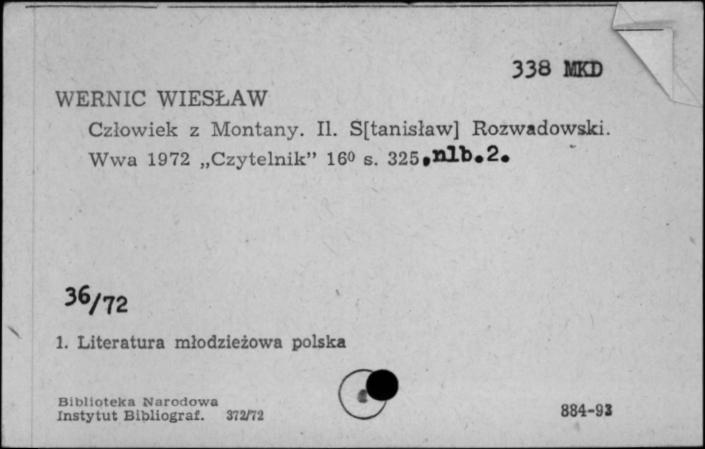 338 MKD
WERNIC WIESŁAW
Człowiek z Montany. Il. S[tanisław] Rozwadowski.
Wwa 1972 „Czytelnik” 16⁰ s. 325,nlb.2.
36/72
1. Literatura młodzieżowa polska
Biblioteka Narodowa
Instytut Bibliograf. 372/72
884-93